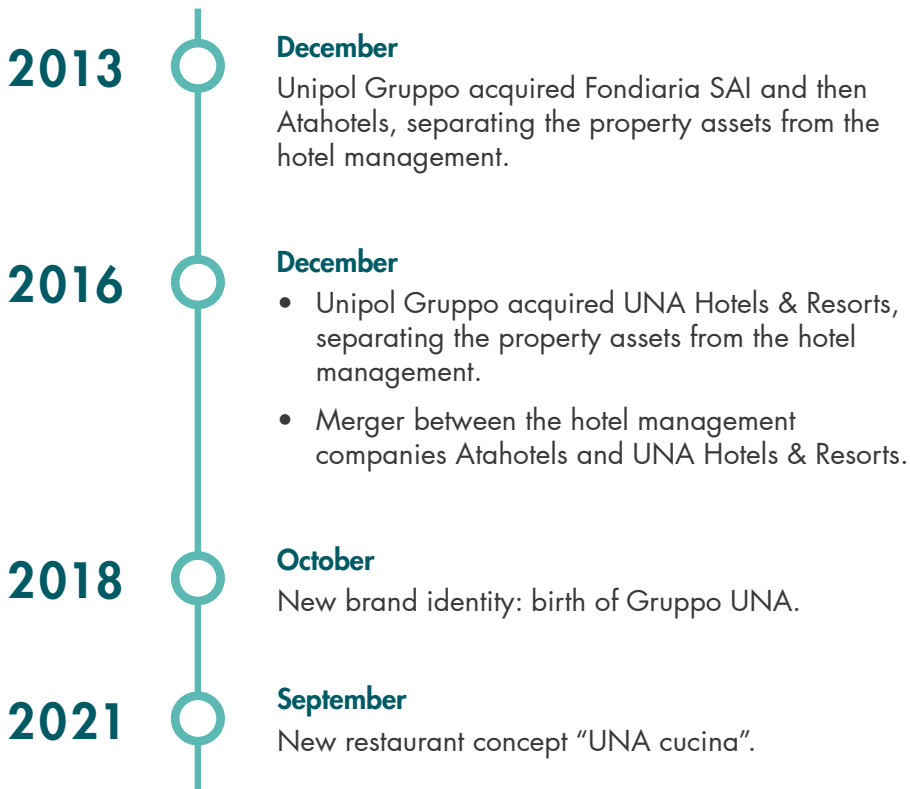 2013
December
Unipol Gruppo acquired Fondiaria SAI and then
Atahotels, separating the property assets from the
hotel management.
2016
December
• Unipol Gruppo acquired UNA Hotels & Resorts,
separating the property assets from the hotel
management.
• Merger between the hotel management
companies Atahotels and UNA Hotels & Resorts.
2018
October
New brand identity: birth of Gruppo UNA.
2021
September
New restaurant concept “UNA cucina”.